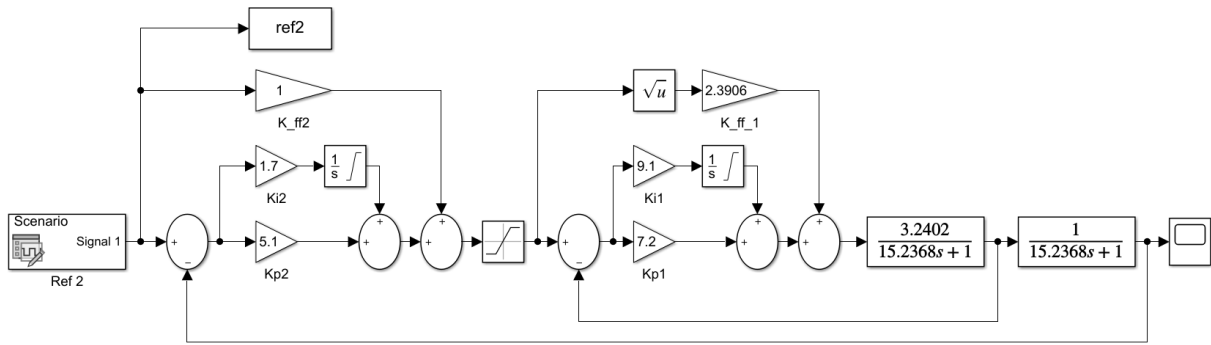 ref2
1
K_ff2
√u
2.3906
K_ff_1
1.7
1
s
Ki2
9.1
1
s
Ki1
Scenario
Signal 1
Ref 2
+
−
5.1
Kp2
+
+
+
+
+
−
7.2
Kp1
+
+
+
+
3.2402
15.2368s + 1
1
15.2368s + 1